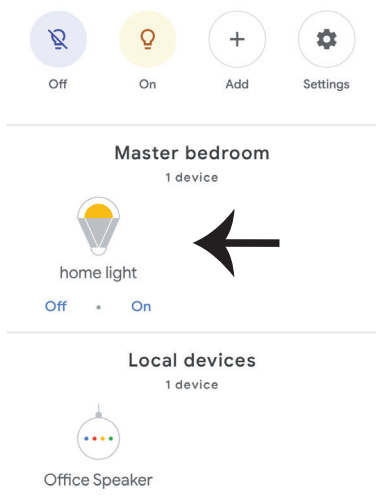 Off On Add Settings
Master bedroom
1 device
home light
Off • On
Local devices
1 device
Office Speaker